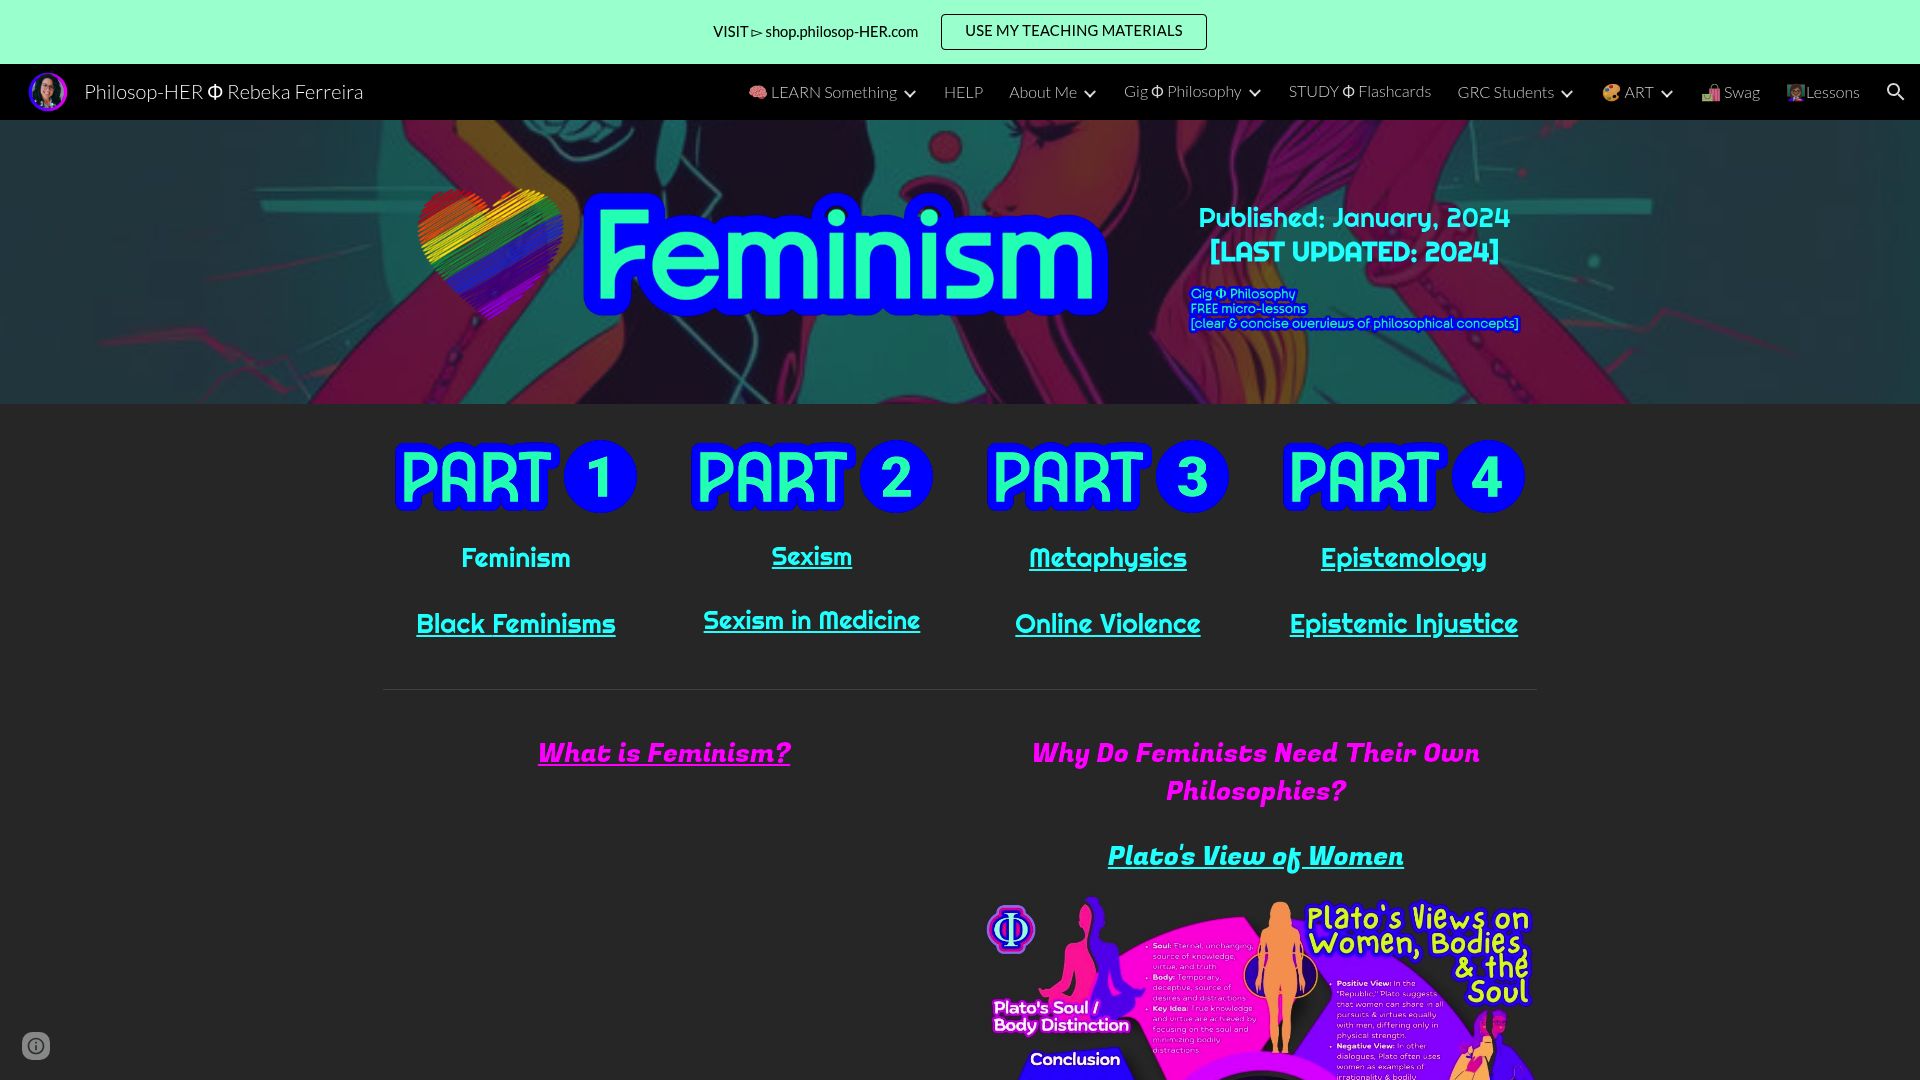 VISIT ▻ shop.philosop-HER.com
USE MY TEACHING MATERIALS
Philosop-HER Φ Rebeka Ferreira
🧠 LEARN Something
HELP
About Me
Gig Φ Philosophy
STUDY Φ Flashcards
GRC Students
🎨 ART
🛍️ Swag
👩🏽‍🏫Lessons
Feminism
Published: January, 2024
[LAST UPDATED: 2024]
Gig Φ Philosophy
FREE micro-lessons
[clear & concise overviews of philosophical concepts]
PART 1
PART 2
PART 3
PART 4
Feminism
Sexism
Metaphysics
Epistemology
Black Feminisms
Sexism in Medicine
Online Violence
Epistemic Injustice
What is Feminism?
Why Do Feminists Need Their Own
Philosophies?
Plato's View of Women
Φ
Plato's Views on
Women, Bodies,
& the
Soul
• Soul: Eternal, unchanging,
source of knowledge,
virtue, and truth
• Body: Temporary,
deceptive, source of
desires and distractions
• Key Idea: True knowledge
and virtue are achieved by
focusing on the soul and
minimizing bodily
distractions
Plato's Soul /
Body Distinction
Conclusion
• Positive View: In the
"Republic," Plato suggests
that women can share in all
pursuits & virtues equally
with men, differing only in
physical strength.
• Negative View: In other
dialogues, Plato often uses
women as examples of
irrationality & bodily